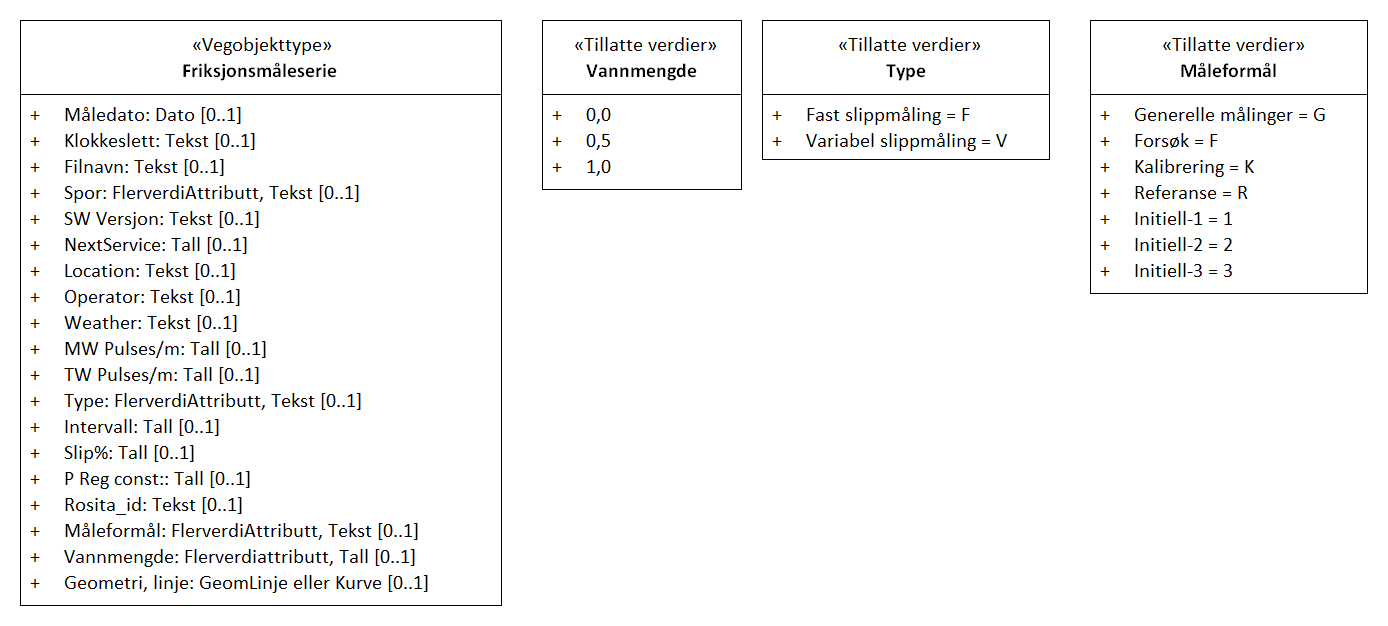 «Vegobjekttype»
Friksjonsmåleserie
+ Måledato: Dato [0..1]
+ Klokkeslett: Tekst [0..1]
+ Filnavn: Tekst [0..1]
+ Spor: FlerverdiAttributt, Tekst [0..1]
+ SW Versjon: Tekst [0..1]
+ NextService: Tall [0..1]
+ Location: Tekst [0..1]
+ Operator: Tekst [0..1]
+ Weather: Tekst [0..1]
+ MW Pulses/m: Tall [0..1]
+ TW Pulses/m: Tall [0..1]
+ Type: FlerverdiAttributt, Tekst [0..1]
+ Intervall: Tall [0..1]
+ Slip%: Tall [0..1]
+ P Reg const:: Tall [0..1]
+ Rosita_id: Tekst [0..1]
+ Måleformål: FlerverdiAttributt, Tekst [0..1]
+ Vannmengde: Flerverdiattributt, Tall [0..1]
+ Geometri, linje: GeomLinje eller Kurve [0..1]
«Tillatte verdier»
Vannmengde
+ 0,0
+ 0,5
+ 1,0
«Tillatte verdier»
Type
+ Fast slippmåling = F
+ Variabel slippmåling = V
«Tillatte verdier»
Måleformål
+ Generelle målinger = G
+ Forsøk = F
+ Kalibrering = K
+ Referanse = R
+ Initiell-1 = 1
+ Initiell-2 = 2
+ Initiell-3 = 3